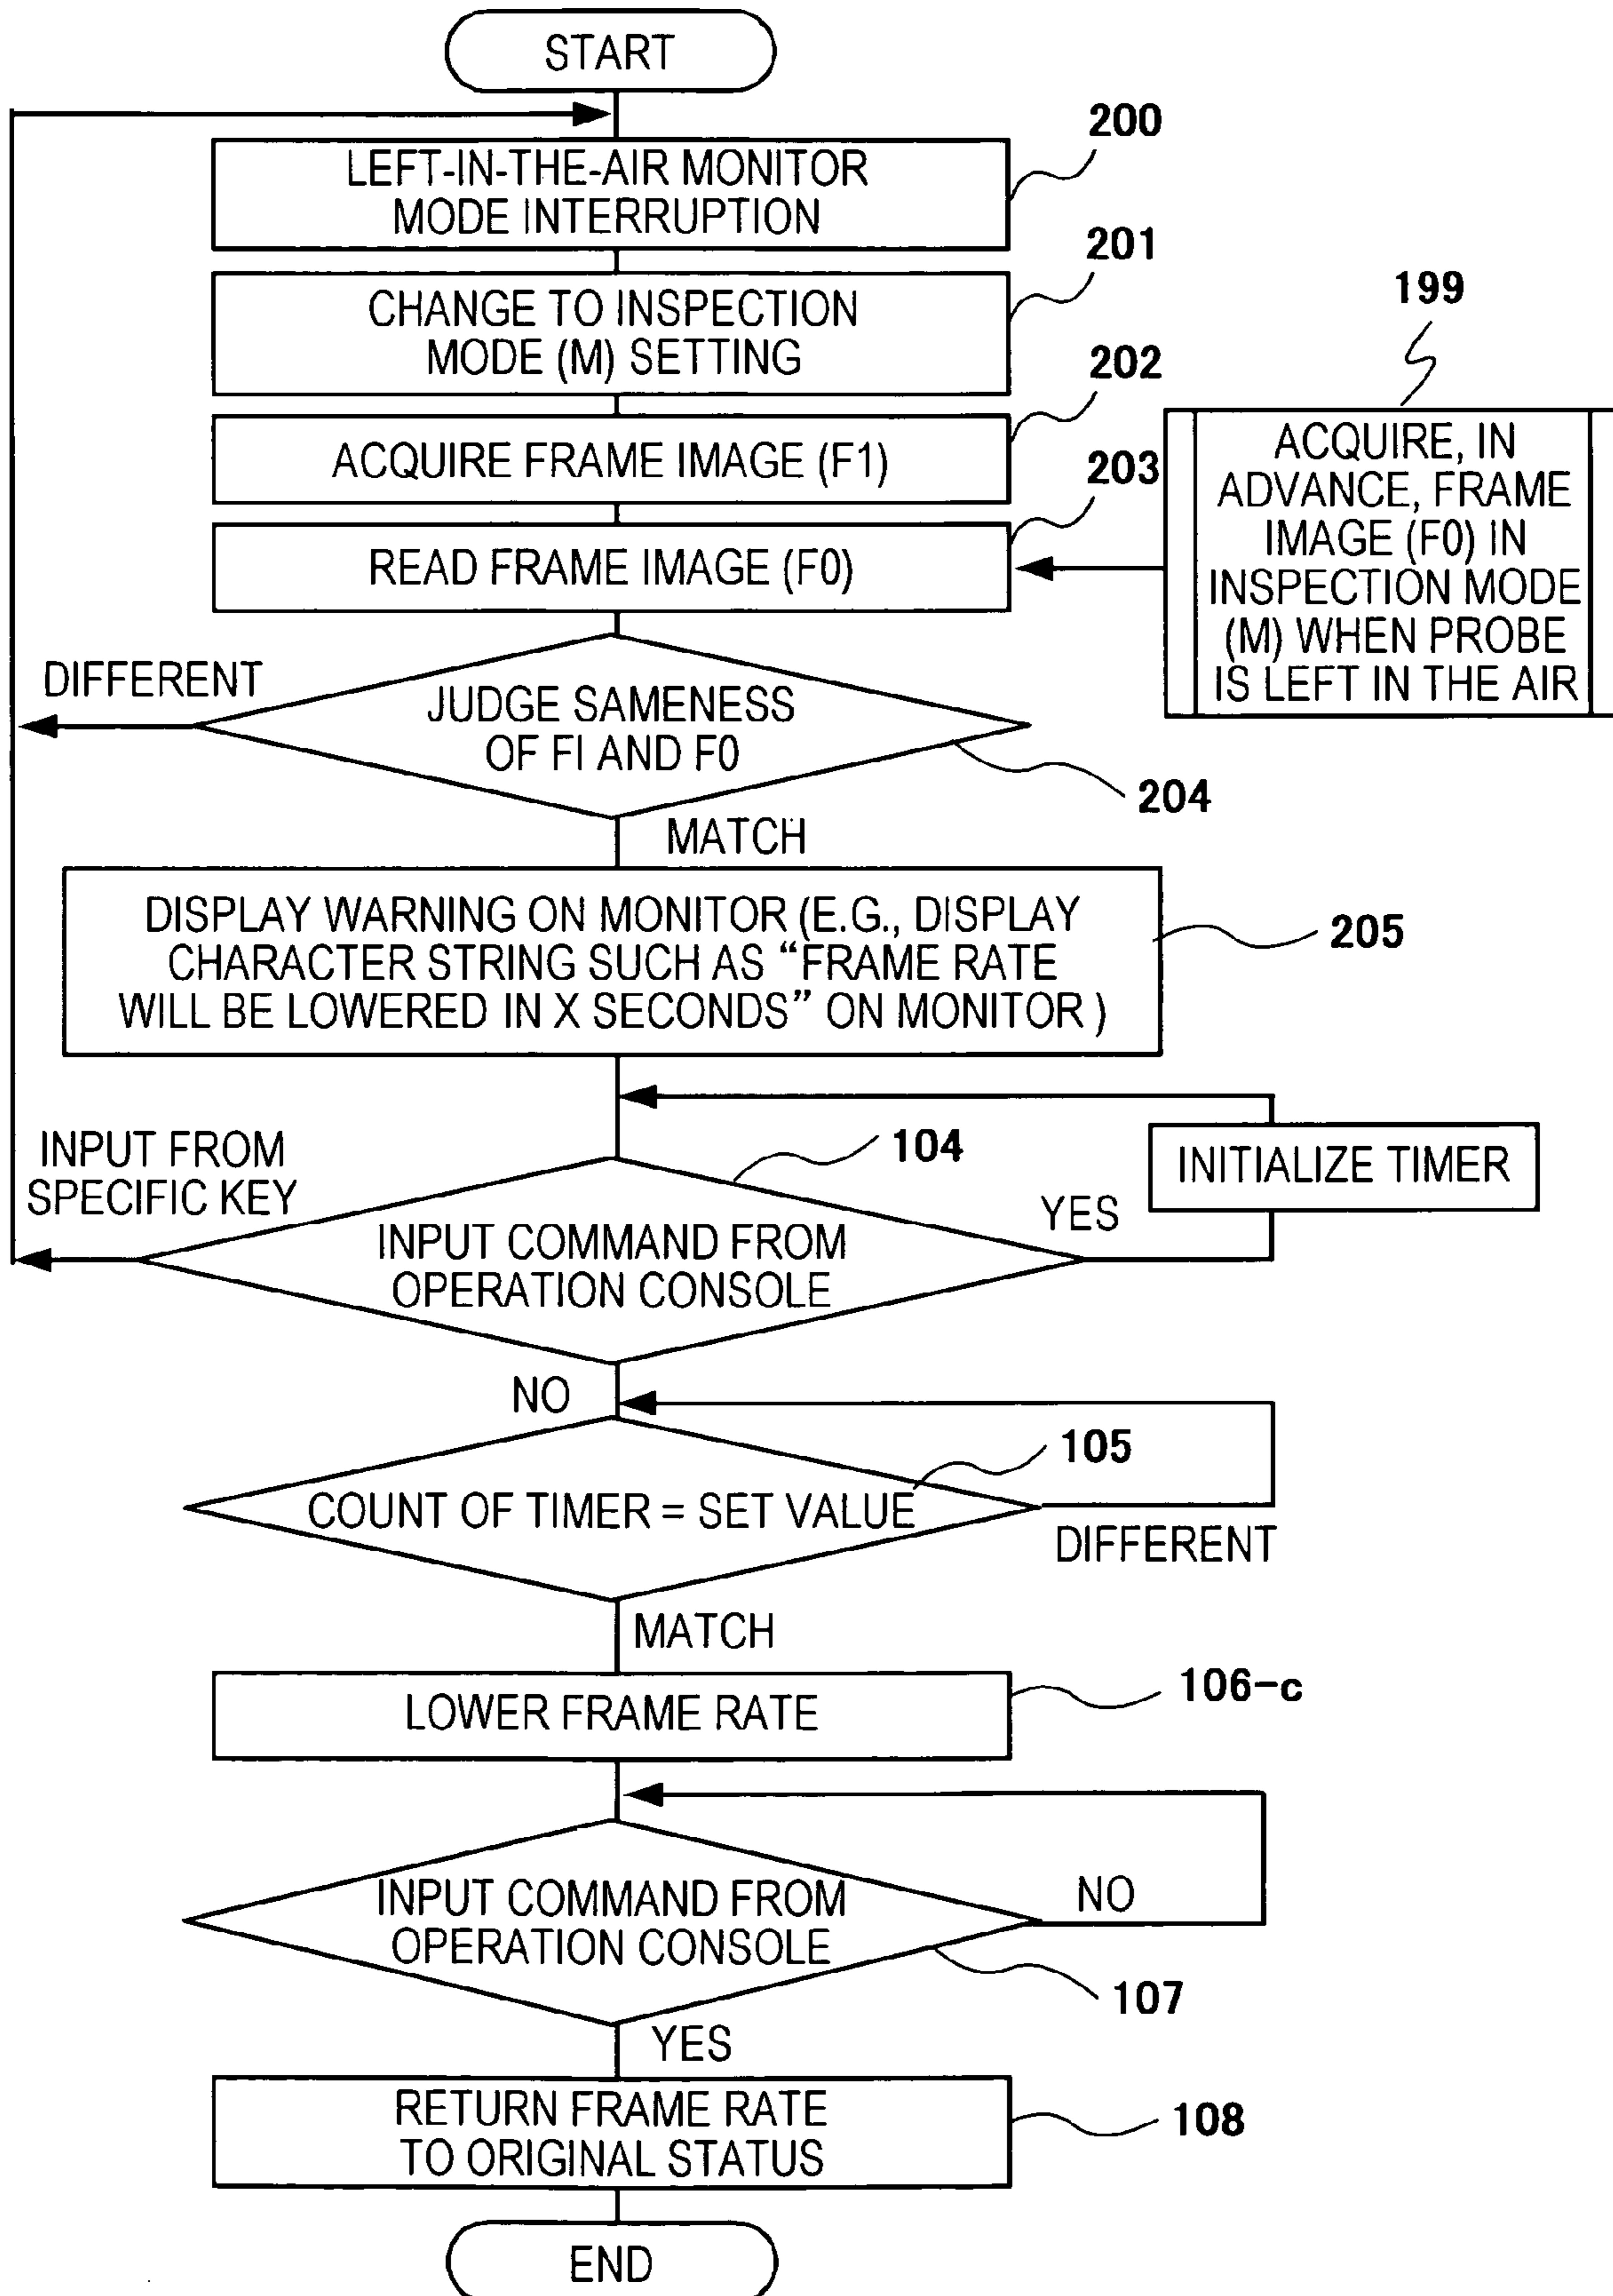 START
200
LEFT-IN-THE-AIR MONITOR
MODE INTERRUPTION
201
CHANGE TO INSPECTION
MODE (M) SETTING
199
202
ACQUIRE FRAME IMAGE (F1)
203
READ FRAME IMAGE (F0)
ACQUIRE, IN
ADVANCE, FRAME
IMAGE (F0) IN
INSPECTION MODE
(M) WHEN PROBE
IS LEFT IN THE AIR
DIFFERENT
JUDGE SAMENESS
OF FI AND F0
204
MATCH
DISPLAY WARNING ON MONITOR (E.G., DISPLAY
CHARACTER STRING SUCH AS “FRAME RATE
WILL BE LOWERED IN X SECONDS” ON MONITOR )
205
INPUT FROM
SPECIFIC KEY
104
INITIALIZE TIMER
YES
INPUT COMMAND FROM
OPERATION CONSOLE
NO
105
COUNT OF TIMER = SET VALUE
DIFFERENT
MATCH
LOWER FRAME RATE
106-c
INPUT COMMAND FROM
OPERATION CONSOLE
NO
107
YES
RETURN FRAME RATE
TO ORIGINAL STATUS
108
END